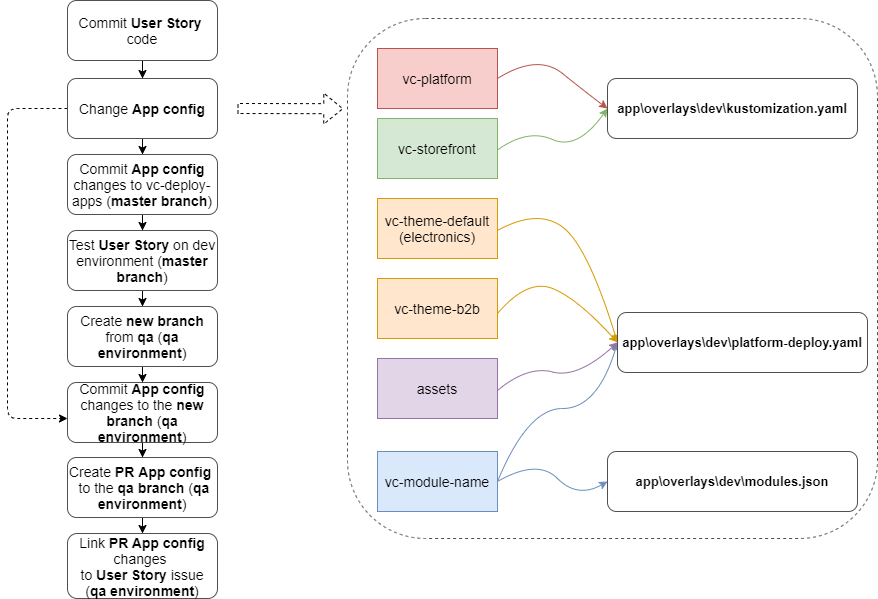 Commit User Story
code
Change App config
Commit App config
changes to vc-deploy-
apps (master branch)
Test User Story on dev
environment (master
branch)
Create new branch
from qa (qa
environment)
Commit App config
changes to the new
branch (qa
environment)
Create PR App config
to the qa branch (qa
environment)
Link PR App config
changes
to User Story issue
(qa environment)
vc-platform
vc-storefront
vc-theme-default
(electronics)
vc-theme-b2b
assets
vc-module-name
app\overlays\dev\kustomization.yaml
app\overlays\dev\platform-deploy.yaml
app\overlays\dev\modules.json